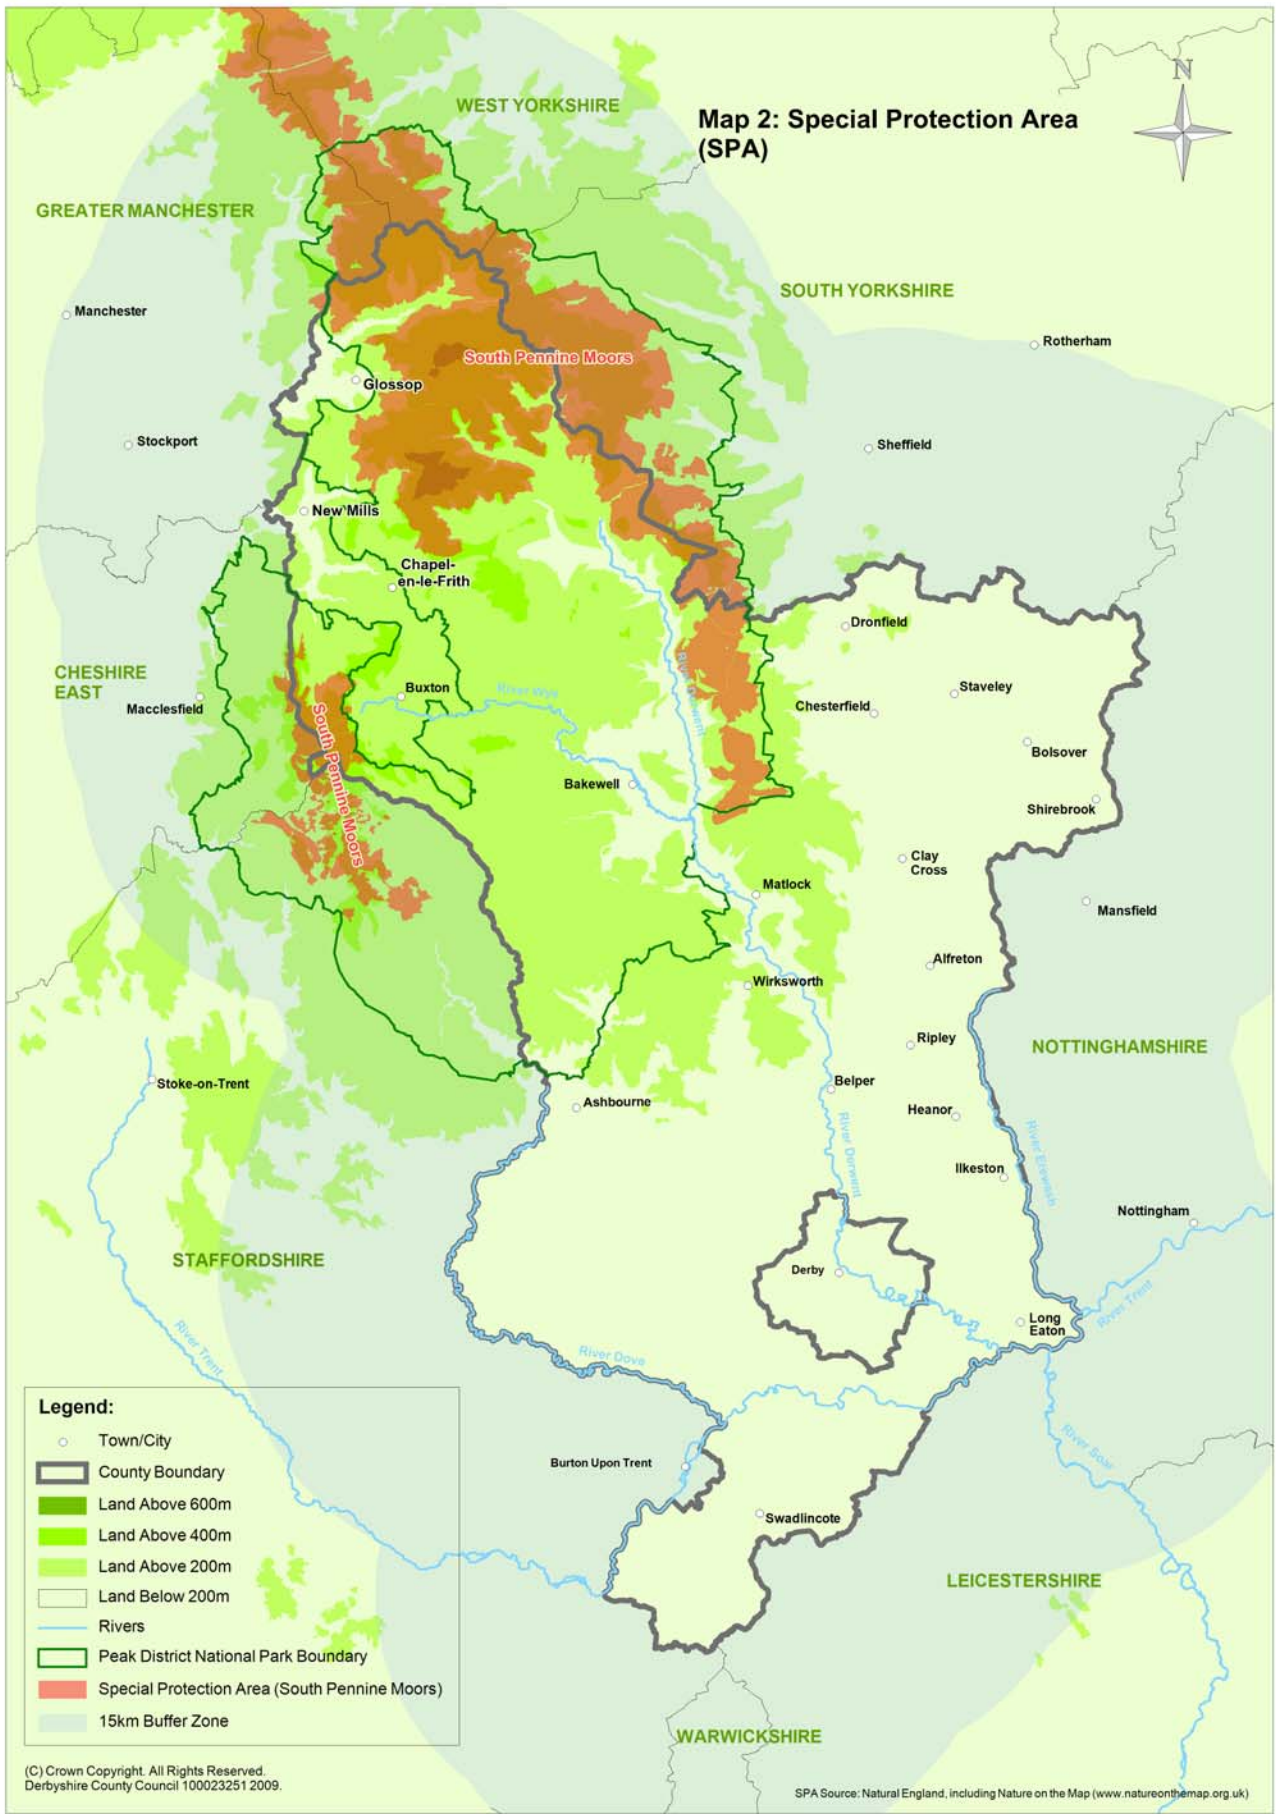 N
Map 2: Special Protection Area
(SPA)
WEST YORKSHIRE
GREATER MANCHESTER
SOUTH YORKSHIRE
Manchester
Rotherham
South Pennine Moors
Glossop
Stockport
Sheffield
New Mills
Chapel-
en-le-Frith
Dronfield
CHESHIRE
EAST
Macclesfield
Buxton
River Wye
River Derwent
Staveley
Chesterfield
South Pennine Moors
Bolsover
Bakewell
Shirebrook
Clay
Cross
Matlock
Mansfield
Alfreton
Wirksworth
Ripley
NOTTINGHAMSHIRE
Stoke-on-Trent
Belper
Ashbourne
Heanor
River Derwent
River Erewash
Ilkeston
Nottingham
STAFFORDSHIRE
Derby
River Trent
Long
Eaton
River Trent
River Dove
River Soar
Burton Upon Trent
Swadlincote
LEICESTERSHIRE
WARWICKSHIRE
Legend:
Town/City
County Boundary
Land Above 600m
Land Above 400m
Land Above 200m
Land Below 200m
Rivers
Peak District National Park Boundary
Special Protection Area (South Pennine Moors)
15km Buffer Zone
(C) Crown Copyright. All Rights Reserved.
Derbyshire County Council 100023251 2009.
SPA Source: Natural England, including Nature on the Map (www.natureonthemap.org.uk)